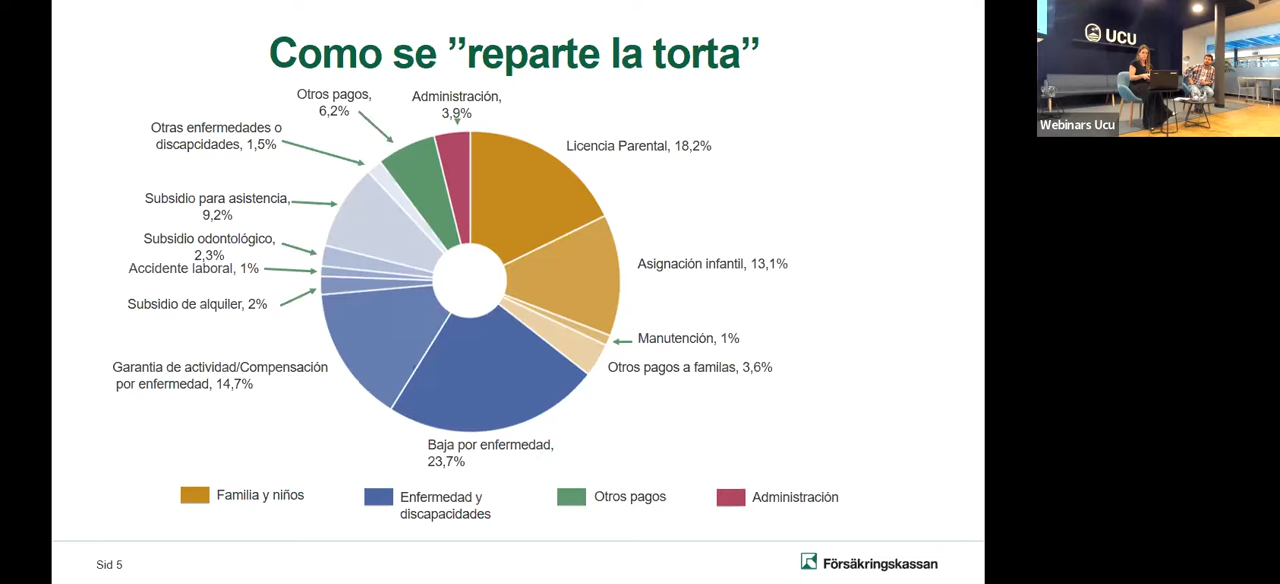 Como se ”reparte la torta”
Otros pagos,
6,2%
Administración,
3,9%
Otras enfermedades o
discapcidades, 1,5%
Licencia Parental, 18,2%
Subsidio para asistencia,
9,2%
Subsidio odontológico,
2,3%
Accidente laboral, 1%
Asignación infantil, 13,1%
Subsidio de alquiler, 2%
Manutención, 1%
Garantia de actividad/Compensación
por enfermedad, 14,7%
Otros pagos a familas, 3,6%
Baja por enfermedad,
23,7%
Familia y niños
Enfermedad y
discapacidades
Otros pagos
Administración
Sid 5
Försäkringskassan
UCU
Webinars Ucu